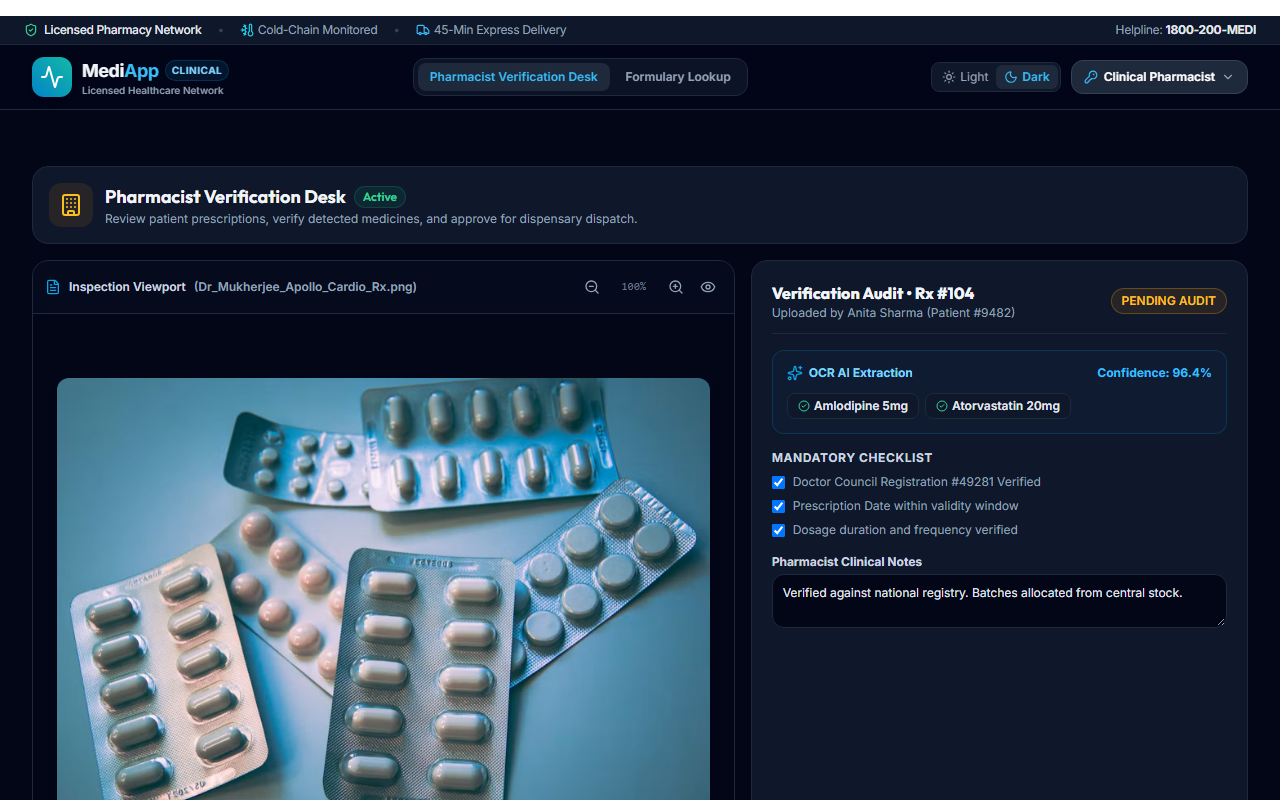 Licensed Pharmacy Network • Cold-Chain Monitored • 45-Min Express Delivery
Helpline: 1800-200-MEDI
MediApp CLINICAL
Licensed Healthcare Network
Pharmacist Verification Desk
Formulary Lookup
Light
Dark
Clinical Pharmacist
Pharmacist Verification Desk Active
Review patient prescriptions, verify detected medicines, and approve for dispensary dispatch.
Inspection Viewport (Dr_Mukherjee_Apollo_Cardio_Rx.png)
100%
Verification Audit • Rx #104
Uploaded by Anita Sharma (Patient #9482)
PENDING AUDIT
OCR AI Extraction
Confidence: 96.4%
Amlodipine 5mg
Atorvastatin 20mg
MANDATORY CHECKLIST
Doctor Council Registration #49281 Verified
Prescription Date within validity window
Dosage duration and frequency verified
Pharmacist Clinical Notes
Verified against national registry. Batches allocated from central stock.